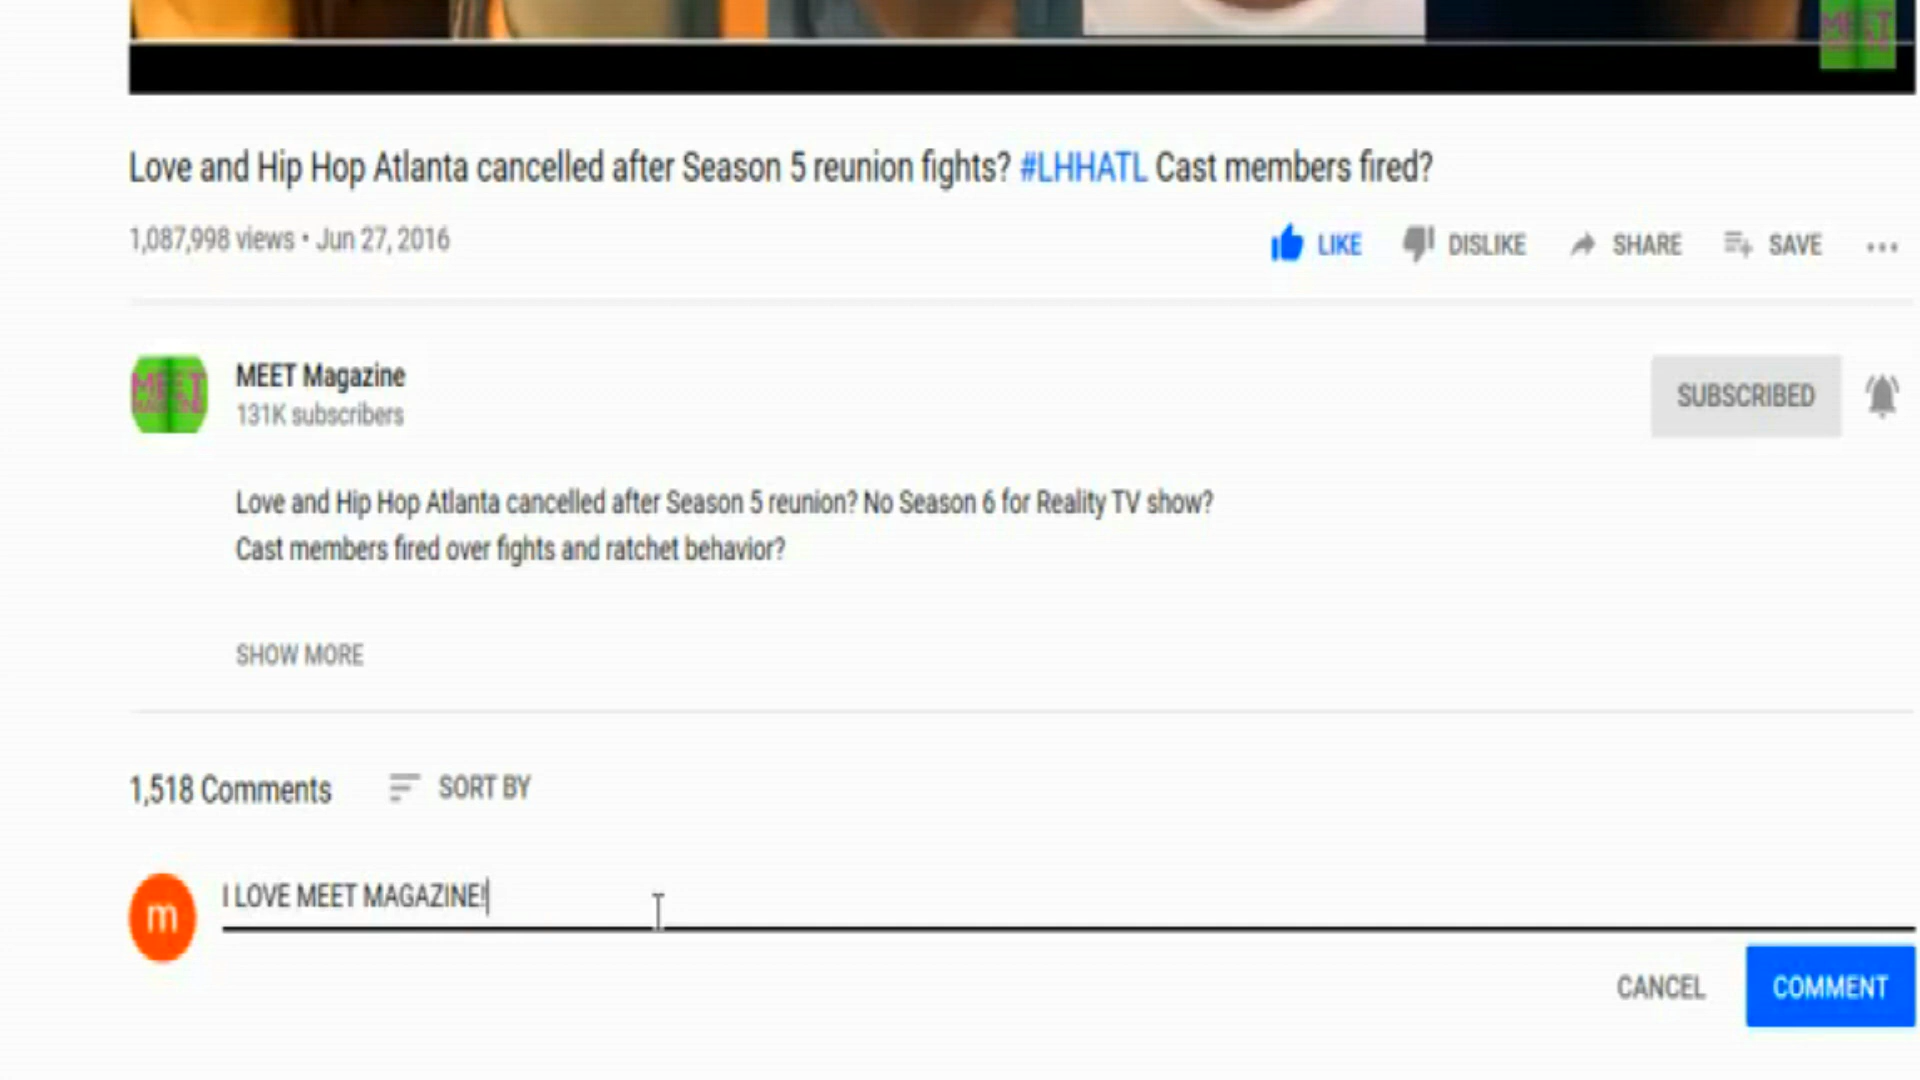 MEET
Love and Hip Hop Atlanta cancelled after Season 5 reunion fights? #LHHATL Cast members fired?
1,087,998 views • Jun 27, 2016
LIKE DISLIKE SHARE SAVE ...
MEET
MEET Magazine
131K subscribers
SUBSCRIBED
Love and Hip Hop Atlanta cancelled after Season 5 reunion? No Season 6 for Reality TV show?
Cast members fired over fights and ratchet behavior?
SHOW MORE
1,518 Comments SORT BY
m
I LOVE MEET MAGAZINE!
CANCEL COMMENT